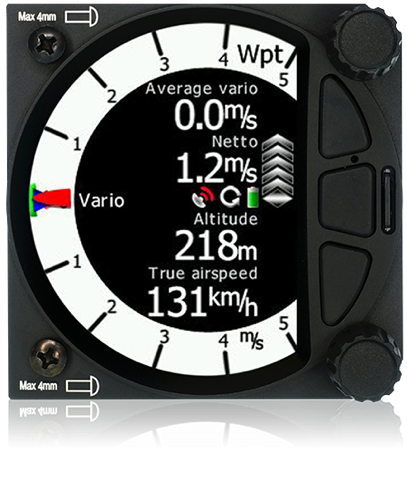 Max 4mm
3 4 Wpt 5
2
1
Average vario
0.0m/s
Netto
1.2m/s
Vario
Altitude
218m
True airspeed
131km/h
1
2
3 4 m/s 5
Max 4mm